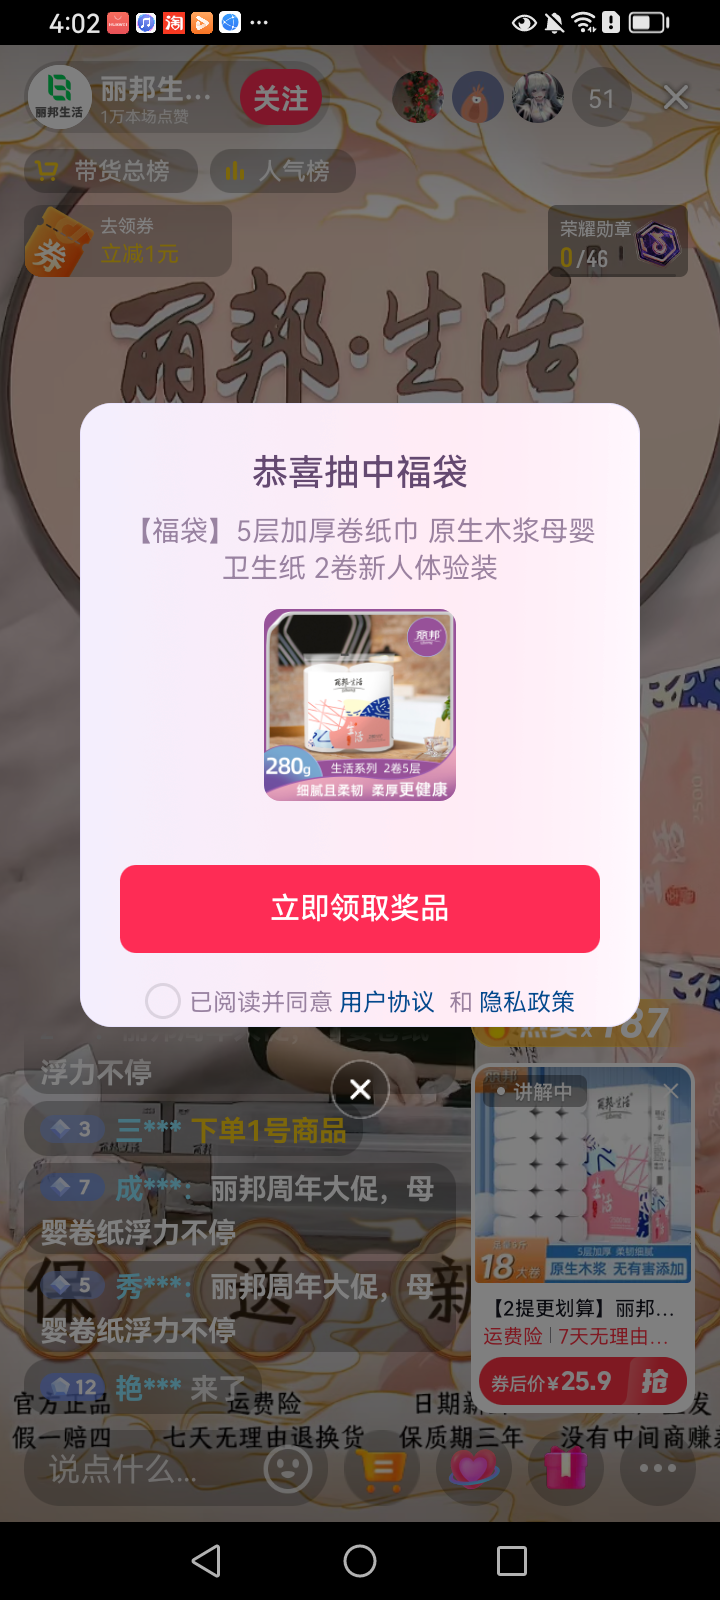 4:02
丽邦生...
1万本场点赞
关注
51
丽邦生活
带货总榜
人气榜
去领券
立减1元
券
荣耀勋章
0/46
丽邦·生活
恭喜抽中福袋
【福袋】5层加厚卷纸巾 原生木浆母婴
卫生纸 2卷新人体验装
丽邦
丽邦·生活
280g
生活系列 2卷5层
细腻且柔韧 柔厚更健康
立即领取奖品
已阅读并同意 用户协议 和 隐私政策
浮力不停
3 三*** 下单1号商品
7 成***：丽邦周年大促，母
婴卷纸浮力不停
5 秀***：丽邦周年大促，母
婴卷纸浮力不停
12 艳*** 来了
讲解中
丽邦·生活
生活
18大卷
5层加厚 柔韧细腻
原生木浆 无有害添加
【2提更划算】丽邦...
运费险 7天无理由...
券后价¥25.9 抢
保 送 新
官方正品 运费险
假一赔四 七天无理由退换货 保质期三年 没有中间商赚
说点什么...